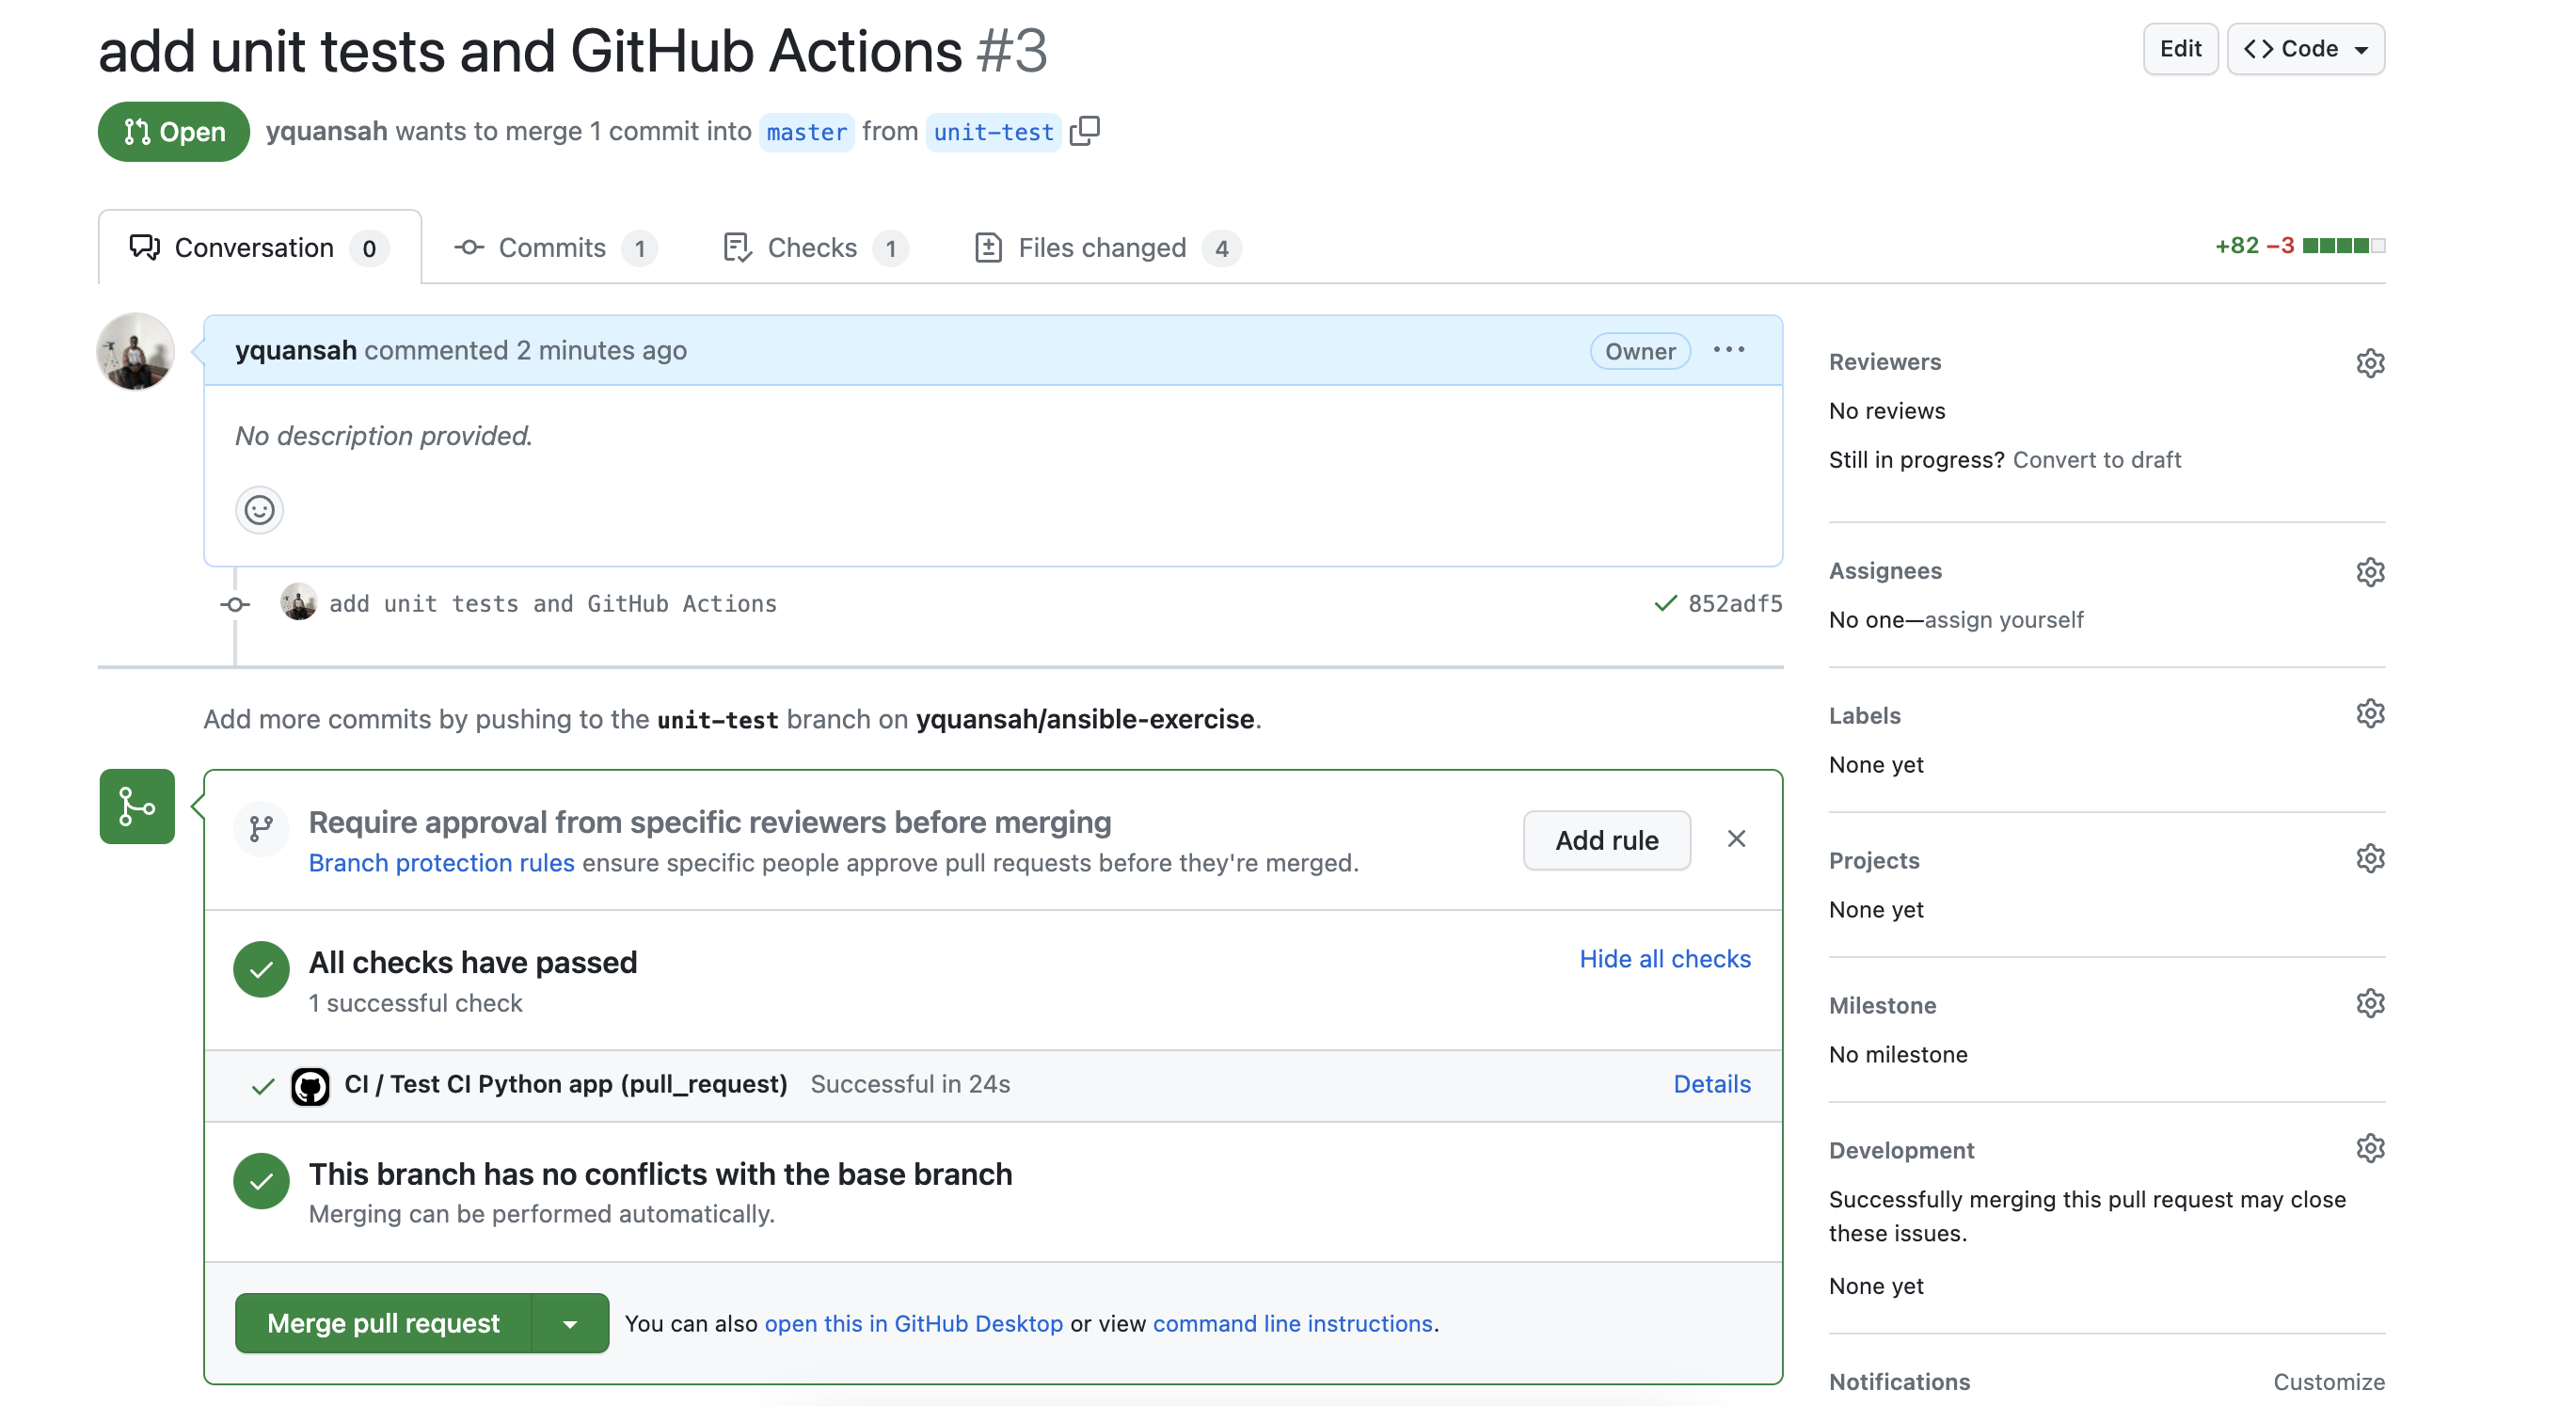 add unit tests and GitHub Actions #3
Edit
<> Code
Open
yquansah wants to merge 1 commit into master from unit-test
Conversation 0
Commits 1
Checks 1
Files changed 4
+82 −3
yquansah commented 2 minutes ago
Owner
No description provided.
add unit tests and GitHub Actions
852adf5
Add more commits by pushing to the unit-test branch on yquansah/ansible-exercise.
Require approval from specific reviewers before merging
Branch protection rules ensure specific people approve pull requests before they're merged.
Add rule
All checks have passed
1 successful check
Hide all checks
CI / Test CI Python app (pull_request) Successful in 24s
Details
This branch has no conflicts with the base branch
Merging can be performed automatically.
Merge pull request
You can also open this in GitHub Desktop or view command line instructions.
Reviewers
No reviews
Still in progress? Convert to draft
Assignees
No one—assign yourself
Labels
None yet
Projects
None yet
Milestone
No milestone
Development
Successfully merging this pull request may close
these issues.
None yet
Notifications
Customize